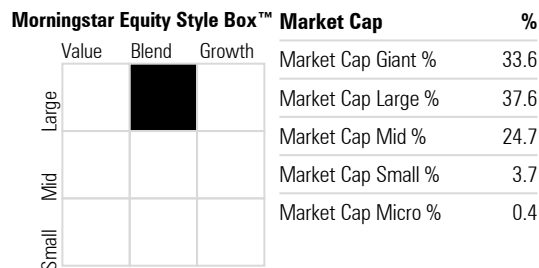 Morningstar Equity Style Box™
Value Blend Growth
Large
Mid
Small
Market Cap %
Market Cap Giant % 33.6
Market Cap Large % 37.6
Market Cap Mid % 24.7
Market Cap Small % 3.7
Market Cap Micro % 0.4